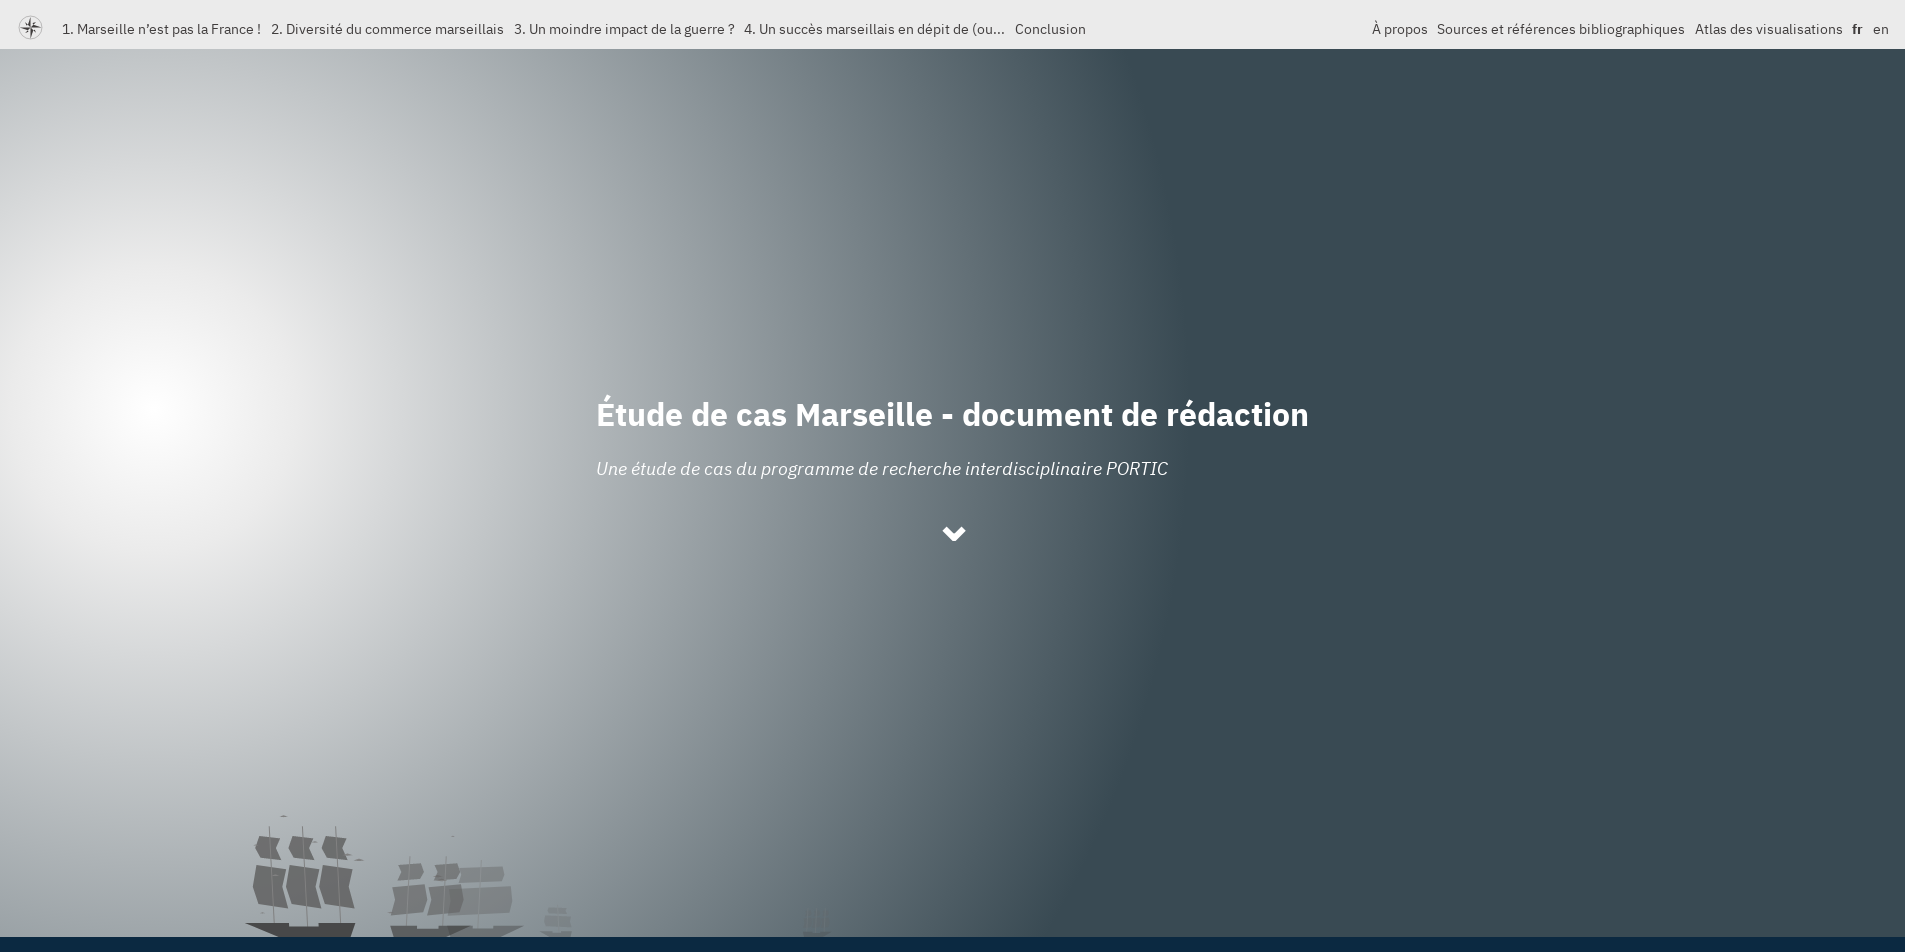 1. Marseille n’est pas la France ! 2. Diversité du commerce marseillais 3. Un moindre impact de la guerre ? 4. Un succès marseillais en dépit de (ou... Conclusion À propos Sources et références bibliographiques Atlas des visualisations fr en
Étude de cas Marseille - document de rédaction
Une étude de cas du programme de recherche interdisciplinaire PORTIC